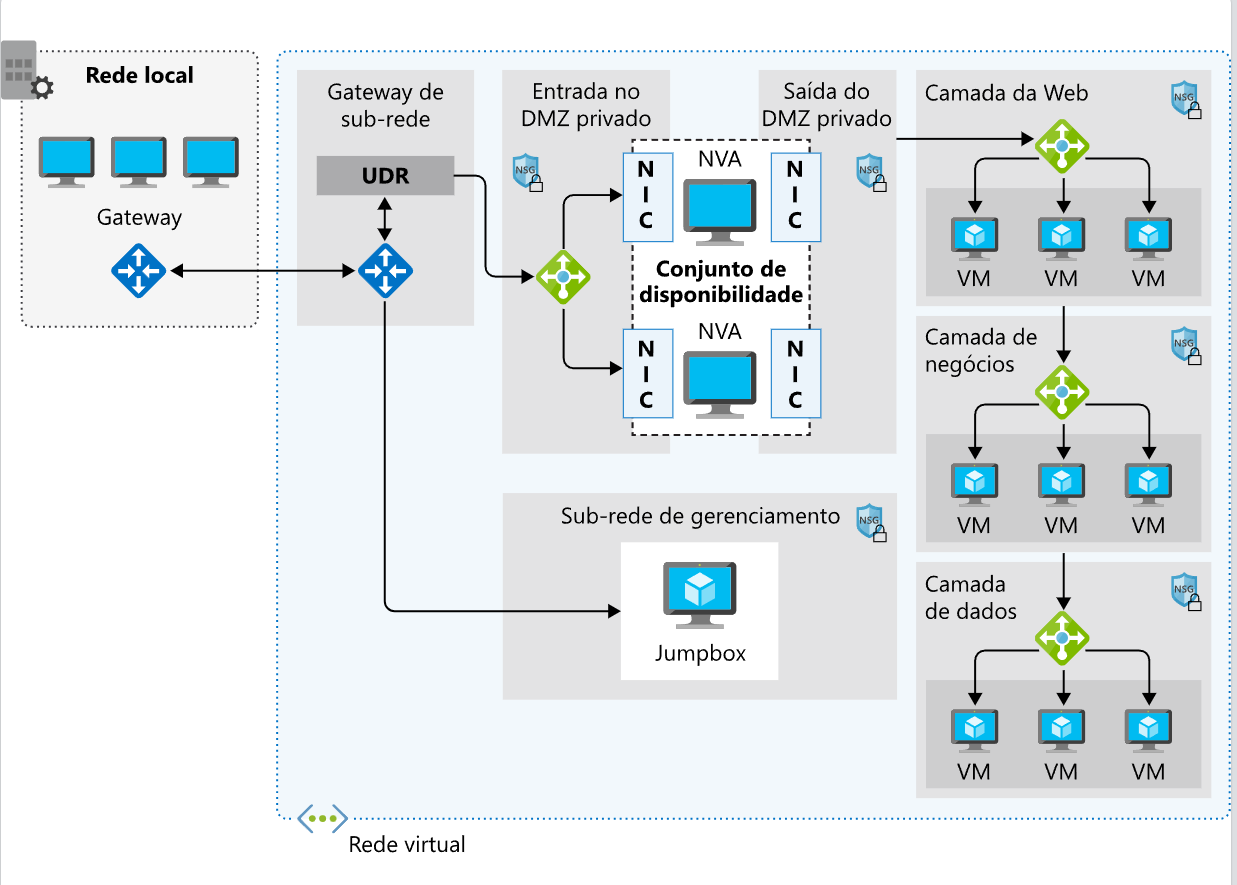 Rede local
Gateway
Gateway de
sub-rede
UDR
Entrada no
DMZ privado
NSG
NVA
N
I
C
N
I
C
Conjunto de
disponibilidade
NVA
N
I
C
N
I
C
Saída do
DMZ privado
NSG
Sub-rede de gerenciamento
NSG
Jumpbox
Camada da Web
NSG
VM
VM
VM
Camada de
negócios
NSG
VM
VM
VM
Camada
de dados
NSG
VM
VM
VM
Rede virtual